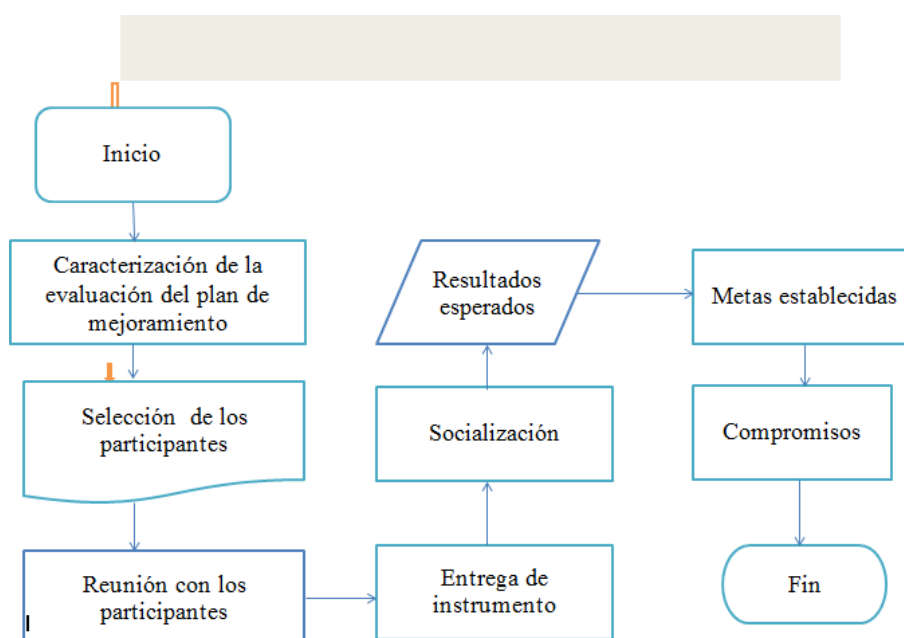 Inicio
Caracterización de la
evaluación del plan de
mejoramiento
Selección de los
participantes
Reunión con los
participantes
Entrega de
instrumento
Socialización
Resultados
esperados
Metas establecidas
Compromisos
Fin